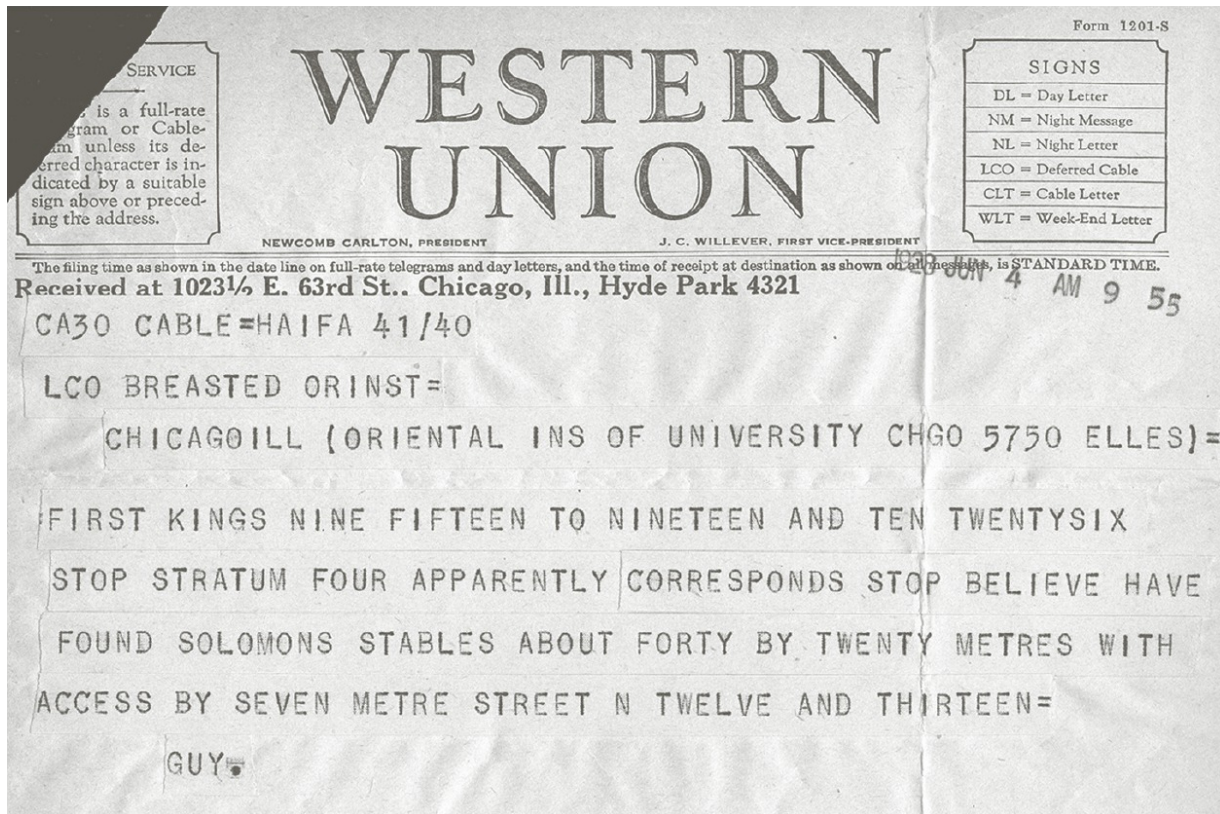 Form 1201-S
SERVICE
is a full-rate
gram or Cable-
unless its de-
erred character is in-
dicated by a suitable
sign above or preced-
ing the address.
WESTERN
UNION
NEWCOMB CARLTON, PRESIDENT
J. C. WILLEVER, FIRST VICE-PRESIDENT
SIGNS
DL = Day Letter
NM = Night Message
NL = Night Letter
LCO = Deferred Cable
CLT = Cable Letter
WLT = Week-End Letter
The filing time as shown in the date line on full-rate telegrams and day letters, and the time of receipt at destination as shown on all is STANDARD TIME.
JUN 4 AM 9 55
Received at 1023½ E. 63rd St.. Chicago, Ill., Hyde Park 4321
CA30 CABLE=HAIFA 41/40
LCO BREASTED ORINST=
CHICAGOILL (ORIENTAL INS OF UNIVERSITY CHGO 5750 ELLES)=
FIRST KINGS NINE FIFTEEN TO NINETEEN AND TEN TWENTYSIX
STOP STRATUM FOUR APPARENTLY CORRESPONDS STOP BELIEVE HAVE
FOUND SOLOMONS STABLES ABOUT FORTY BY TWENTY METRES WITH
ACCESS BY SEVEN METRE STREET N TWELVE AND THIRTEEN=
GUY.